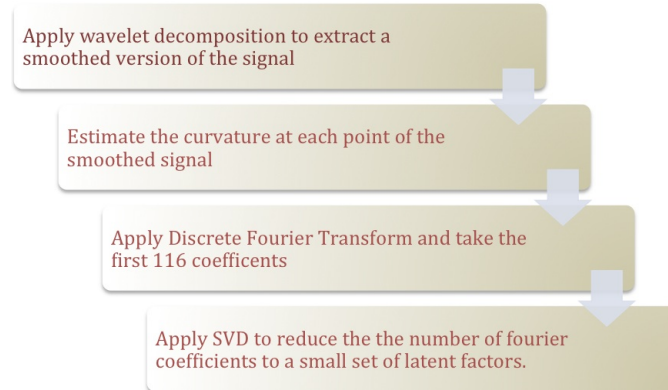 Apply wavelet decomposition to extract a
smoothed version of the signal
Estimate the curvature at each point of the
smoothed signal
Apply Discrete Fourier Transform and take the
first 116 coefficents
Apply SVD to reduce the the number of fourier
coefficients to a small set of latent factors.